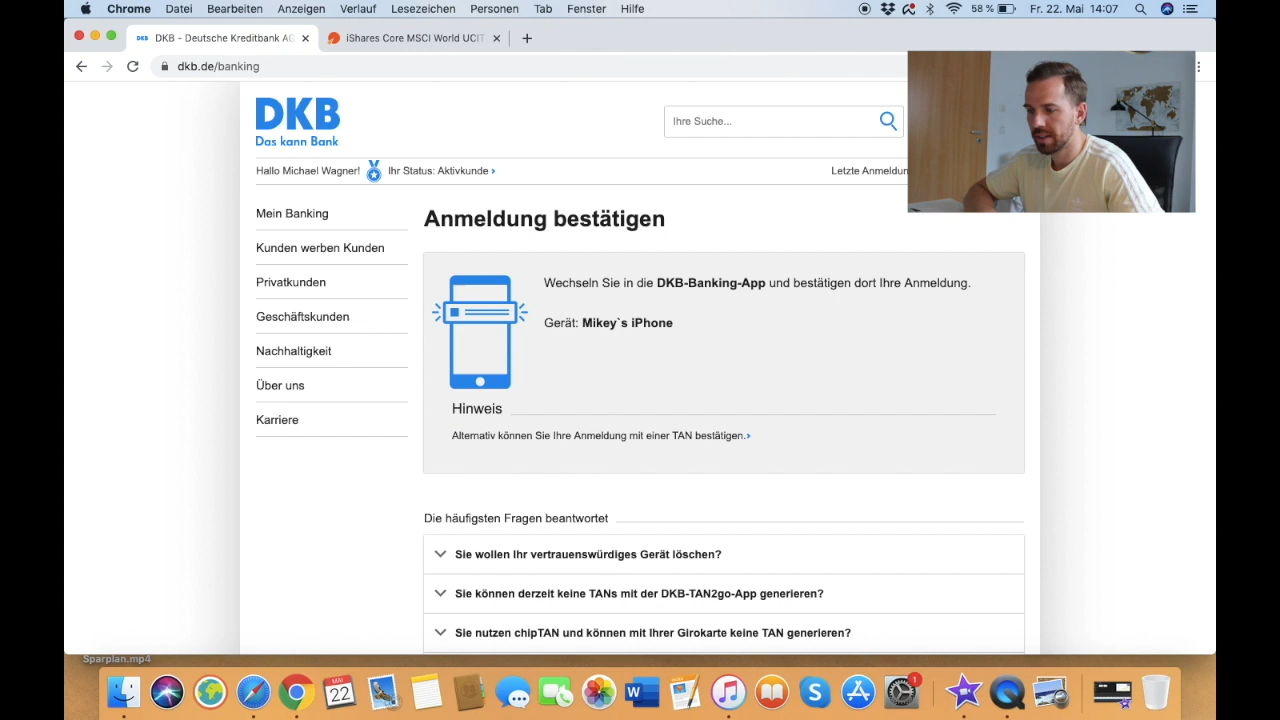 Chrome Datei Bearbeiten Anzeigen Verlauf Lesezeichen Personen Tab Fenster Hilfe 58 % Fr. 22. Mai 14:07
DKB - Deutsche Kreditbank AG iShares Core MSCI World UCIT
dkb.de/banking
DKB
Das kann Bank
Ihre Suche...
Hallo Michael Wagner! Ihr Status: Aktivkunde
Letzte Anmeldun
Mein Banking
Kunden werben Kunden
Privatkunden
Geschäftskunden
Nachhaltigkeit
Über uns
Karriere
Anmeldung bestätigen
Wechseln Sie in die DKB-Banking-App und bestätigen dort Ihre Anmeldung.
Gerät: Mikey`s iPhone
Hinweis
Alternativ können Sie Ihre Anmeldung mit einer TAN bestätigen.
Die häufigsten Fragen beantwortet
Sie wollen Ihr vertrauenswürdiges Gerät löschen?
Sie können derzeit keine TANs mit der DKB-TAN2go-App generieren?
Sie nutzen chipTAN und können mit Ihrer Girokarte keine TAN generieren?
Sparplan.mp4
MAI
22
W
S
1